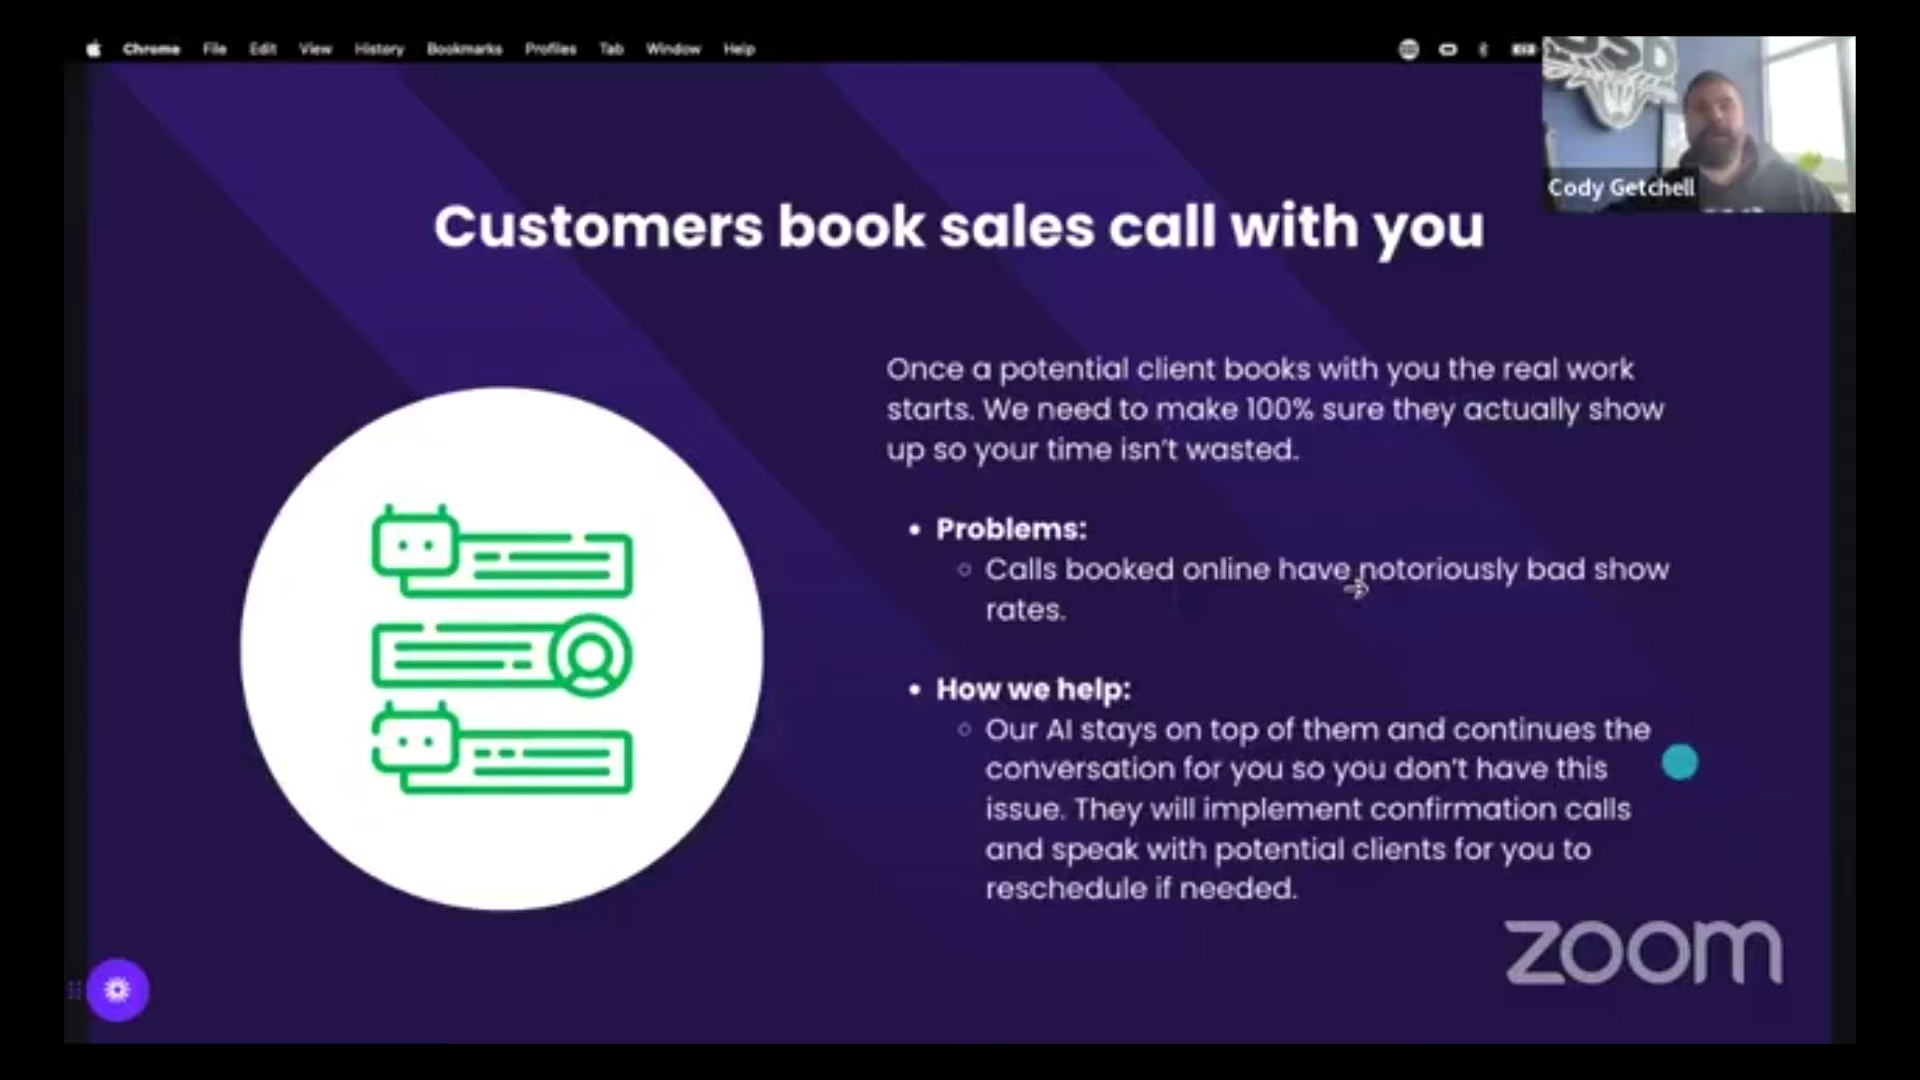 Chrome File Edit View History Bookmarks Profiles Tab Window Help
Cody Getchell
Customers book sales call with you
Once a potential client books with you the real work
starts. We need to make 100% sure they actually show
up so your time isn't wasted.
• Problems:
○ Calls booked online have notoriously bad show
rates.
• How we help:
○ Our AI stays on top of them and continues the
conversation for you so you don't have this
issue. They will implement confirmation calls
and speak with potential clients for you to
reschedule if needed.
zoom